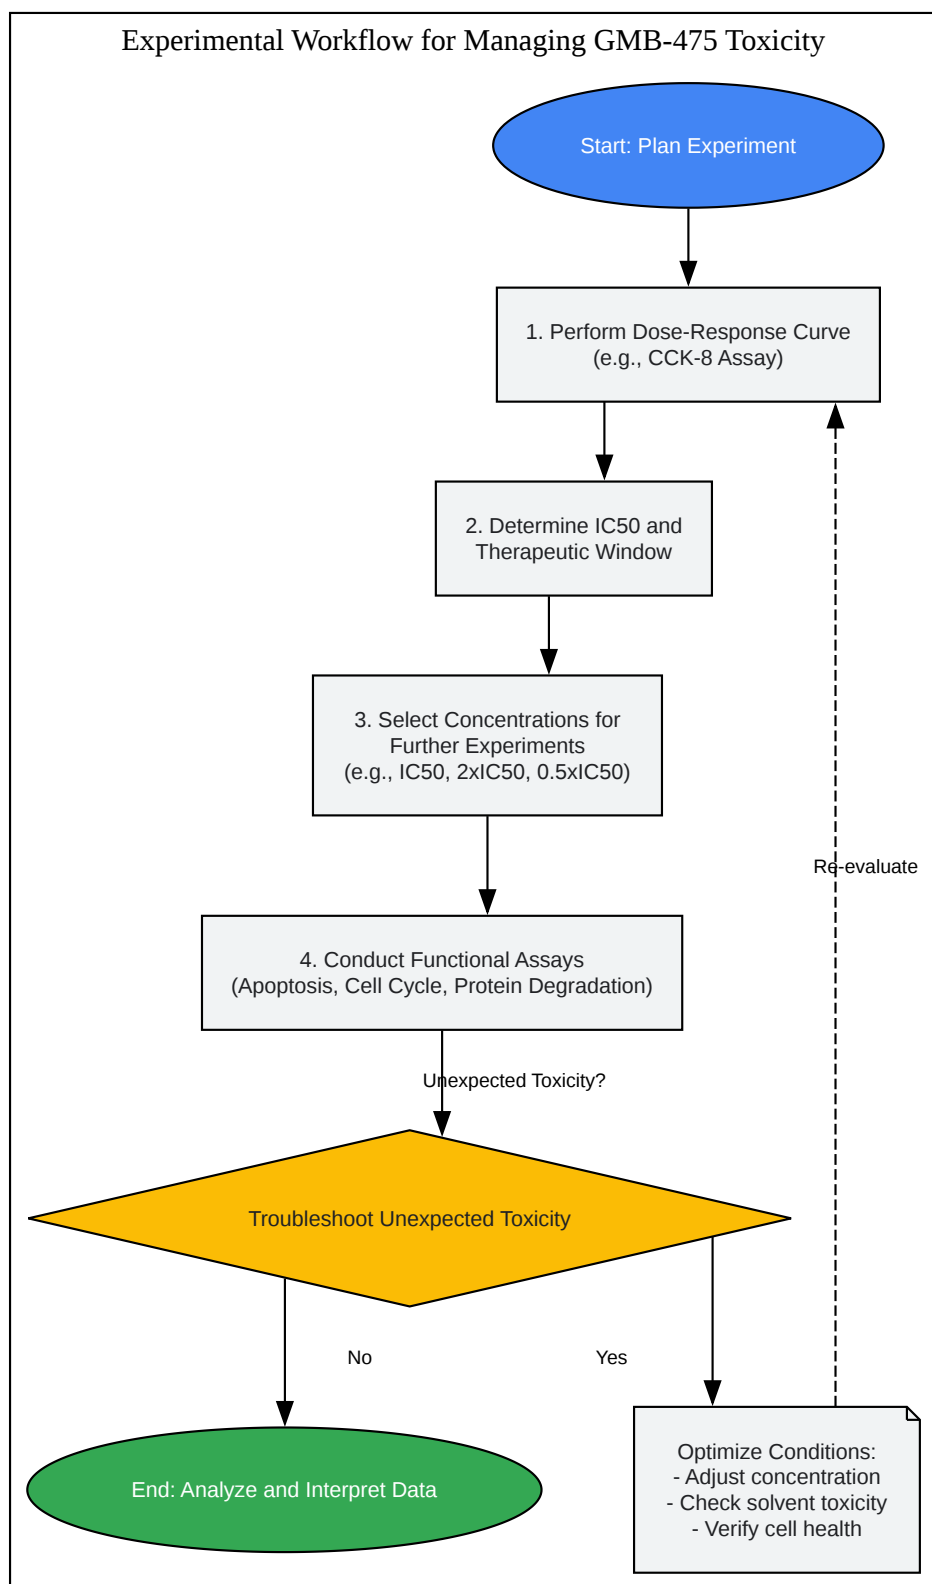 Experimental Workflow for Managing GMB-475 Toxicity
Start: Plan Experiment
1. Perform Dose-Response Curve
(e.g., CCK-8 Assay)
2. Determine IC50 and
Therapeutic Window
3. Select Concentrations for
Further Experiments
(e.g., IC50, 2xIC50, 0.5xIC50)
Re-evaluate
4. Conduct Functional Assays
(Apoptosis, Cell Cycle, Protein Degradation)
Unexpected Toxicity?
Troubleshoot Unexpected Toxicity
No
Yes
End: Analyze and Interpret Data
Optimize Conditions:
- Adjust concentration
- Check solvent toxicity
- Verify cell health